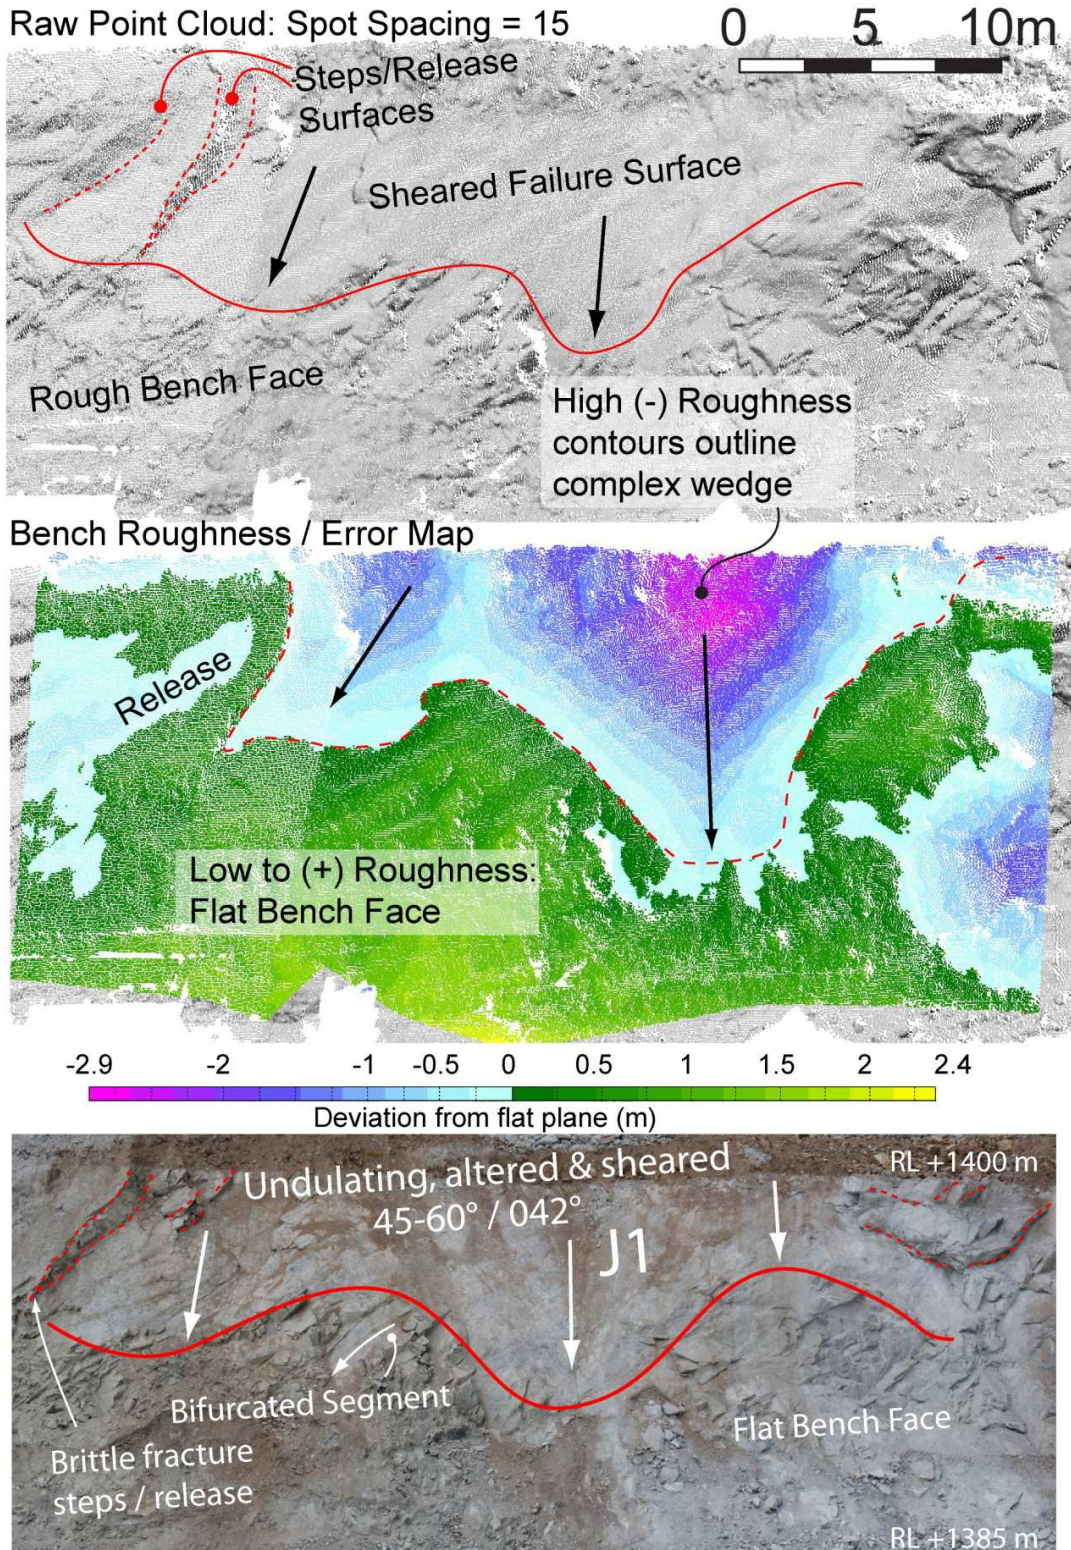 Raw Point Cloud: Spot Spacing = 15
0 5 10m
Steps/Release
Surfaces
Sheared Failure Surface
Rough Bench Face
High (-) Roughness
contours outline
complex wedge
Bench Roughness / Error Map
Release
Low to (+) Roughness:
Flat Bench Face
-2.9 -2 -1 -0.5 0 0.5 1 1.5 2 2.4
Deviation from flat plane (m)
Undulating, altered & sheared
45-60° / 042°
RL +1400 m
J1
Bifurcated Segment
Flat Bench Face
Brittle fracture
steps / release
RL +1385 m